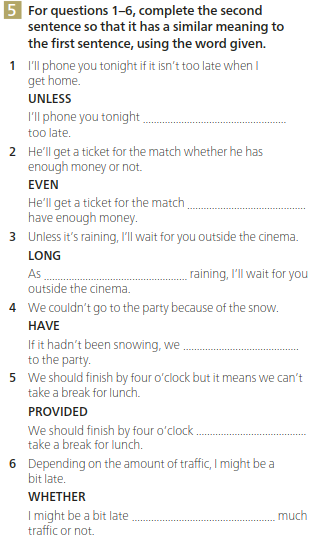 5 For questions 1–6, complete the second
sentence so that it has a similar meaning to
the first sentence, using the word given.
1 I'll phone you tonight if it isn't too late when I
get home.
UNLESS
I'll phone you tonight ..................................................
too late.
2 He'll get a ticket for the match whether he has
enough money or not.
EVEN
He'll get a ticket for the match ..........................................
have enough money.
3 Unless it's raining, I'll wait for you outside the cinema.
LONG
As .................................................. raining, I'll wait for you
outside the cinema.
4 We couldn't go to the party because of the snow.
HAVE
If it hadn't been snowing, we ..........................................
to the party.
5 We should finish by four o'clock but it means we can't
take a break for lunch.
PROVIDED
We should finish by four o'clock .......................................
take a break for lunch.
6 Depending on the amount of traffic, I might be a
bit late.
WHETHER
I might be a bit late .................................................. much
traffic or not.